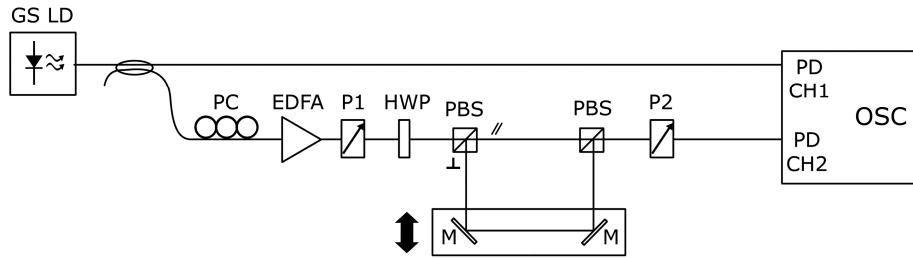 GS LD
PC
EDFA
P1
HWP
PBS
//
⊥
PBS
P2
PD
CH1
OSC
PD
CH2
M
M